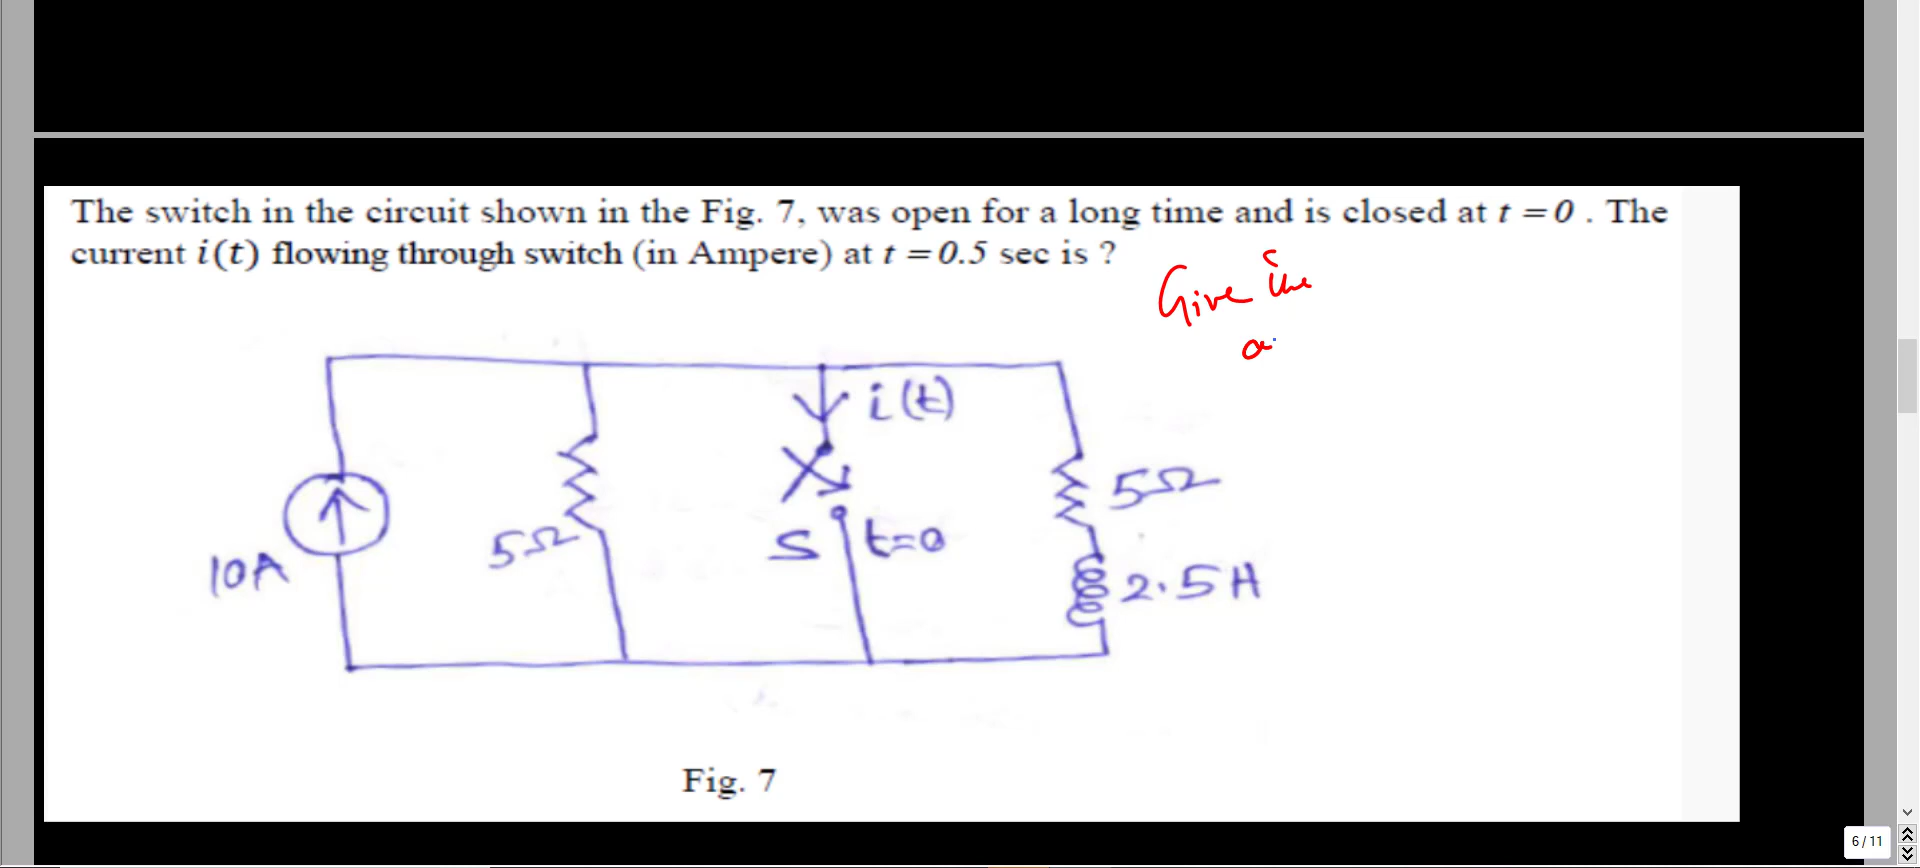 The switch in the circuit shown in the Fig. 7, was open for a long time and is closed at t = 0 . The
current i(t) flowing through switch (in Ampere) at t = 0.5 sec is ?
Give the
a
i(t)
5Ω
5Ω
S t=0
10A
2.5H
Fig. 7
6 / 11